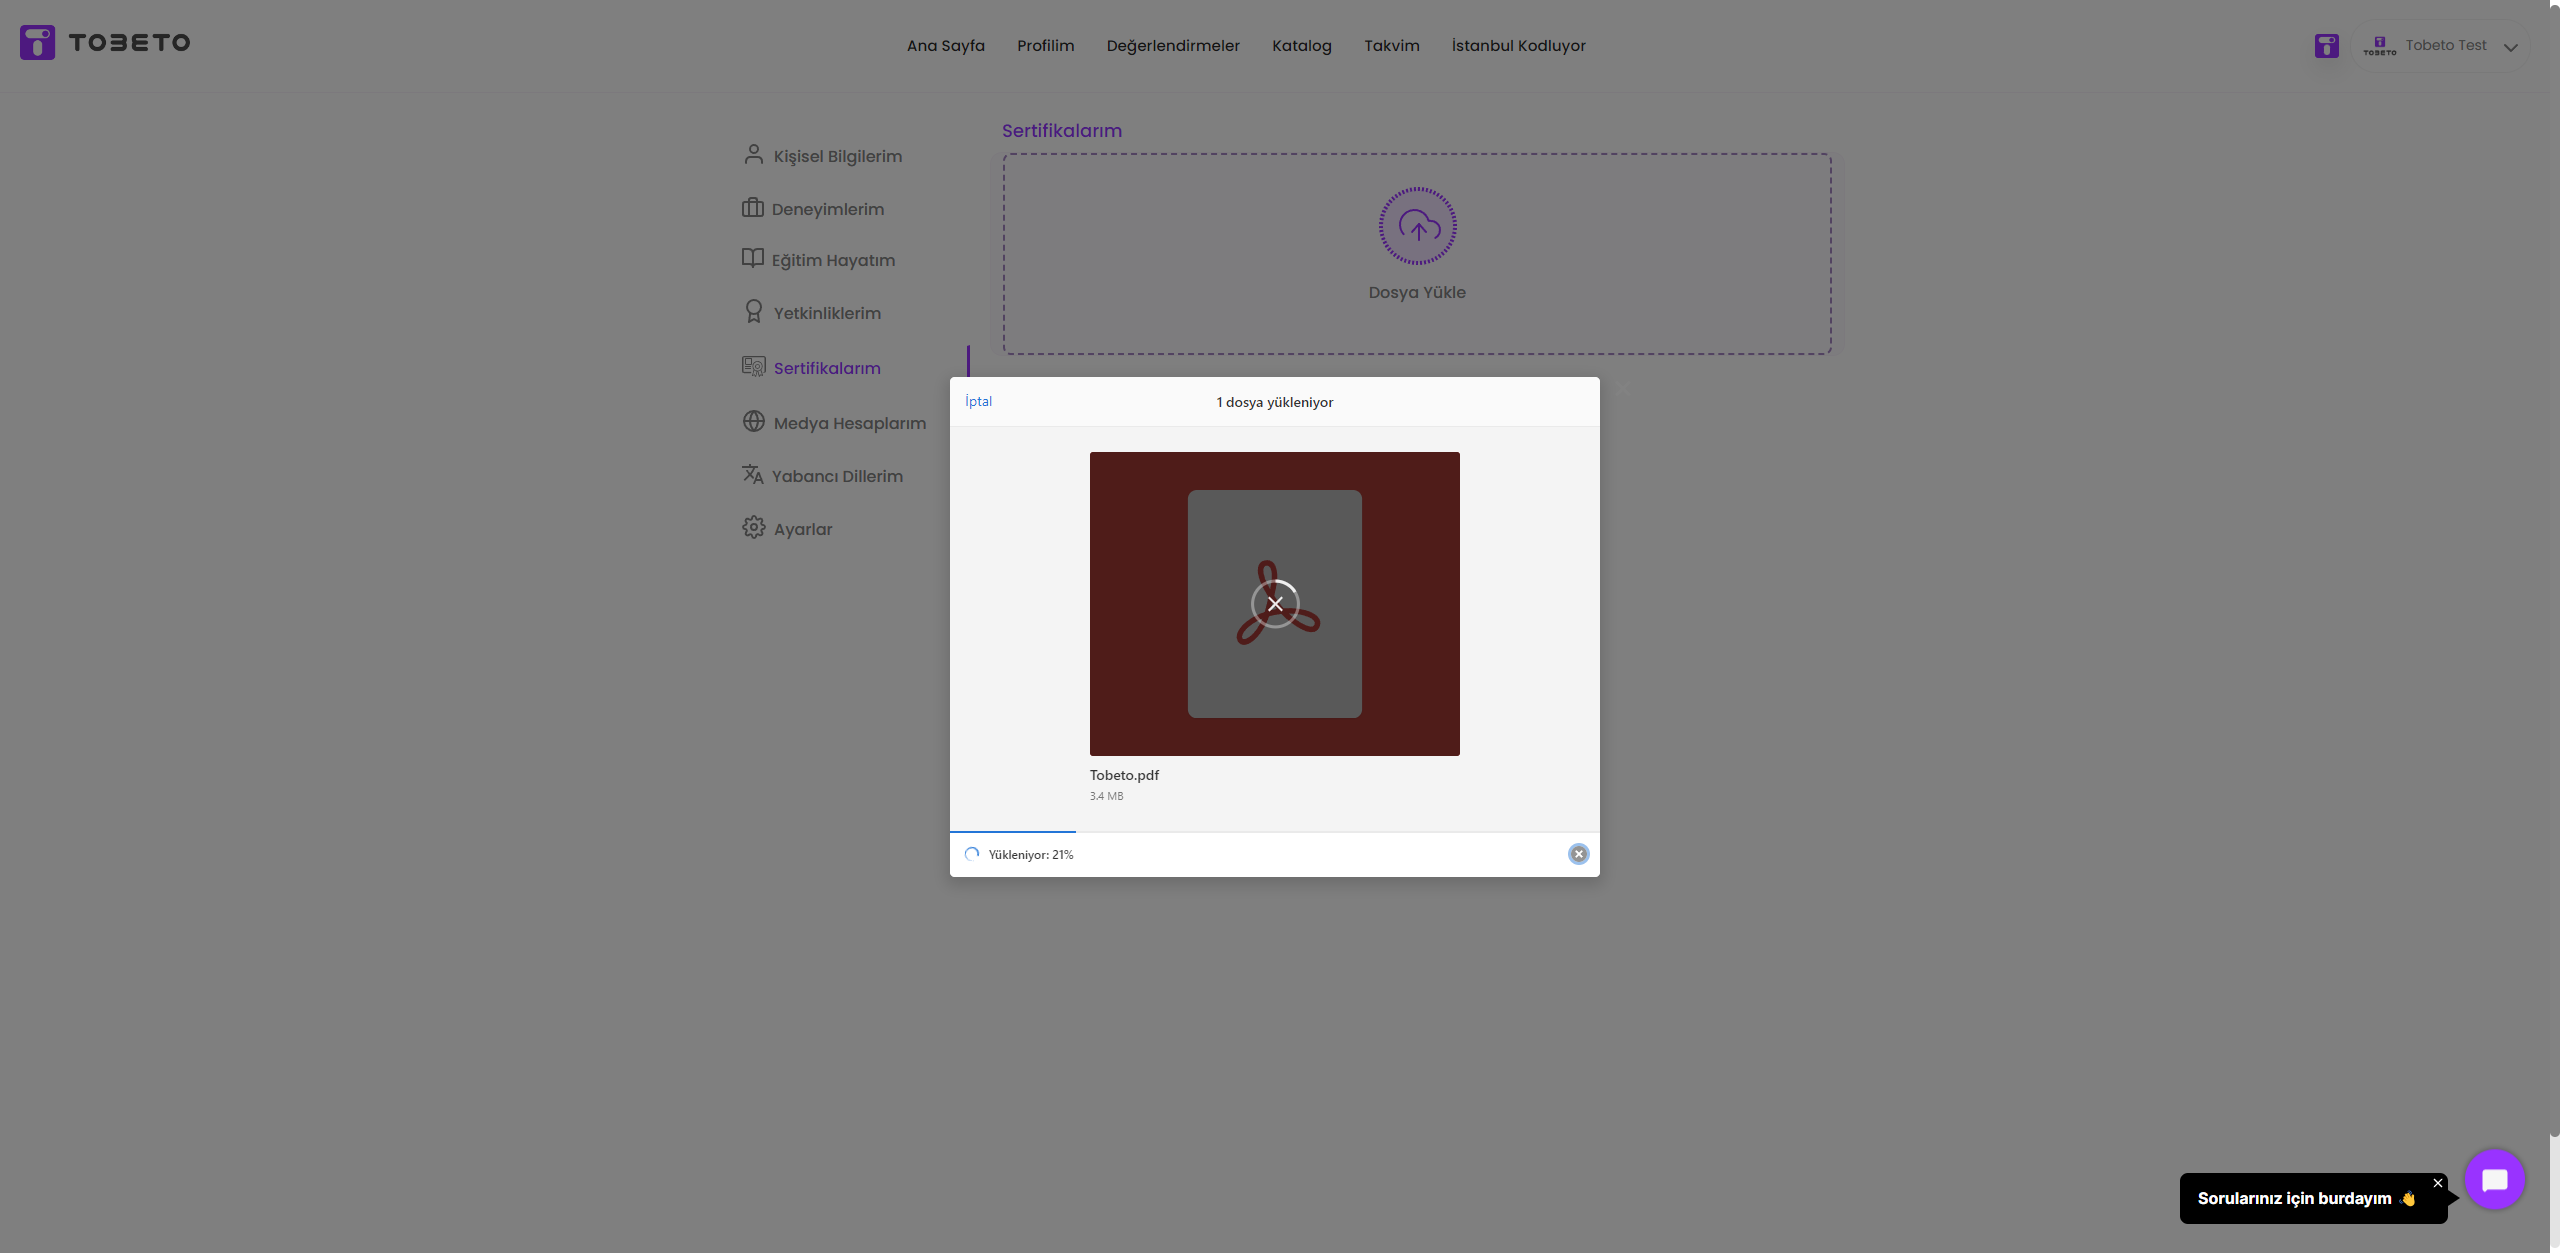 TOBETO
Ana Sayfa
Profilim
Değerlendirmeler
Katalog
Takvim
İstanbul Kodluyor
TOBETO
Tobeto Test
Kişisel Bilgilerim
Deneyimlerim
Eğitim Hayatım
Yetkinliklerim
Sertifikalarım
Medya Hesaplarım
Yabancı Dillerim
Ayarlar
Sertifikalarım
Dosya Yükle
İptal
1 dosya yükleniyor
Tobeto.pdf
3.4 MB
Yükleniyor: 21%
Sorularınız için burdayım 👋